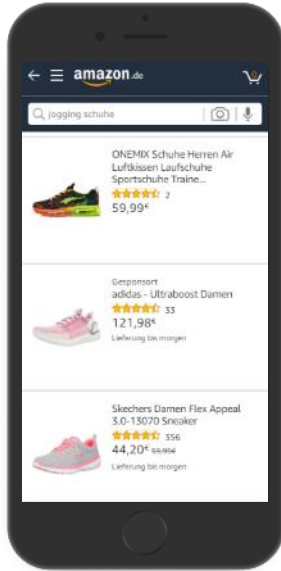 amazon.de
jogging schuhe
ONEMIX Schuhe Herren Air
Luftkissen Laufschuhe
Sportschuhe Traine...
2
59,99€
Gesponsort
adidas - Ultraboost Damen
33
121,98€
Lieferung bis morgen
Skechers Damen Flex Appeal
3.0-13070 Sneaker
356
44,20€ 59,95€
Lieferung bis morgen